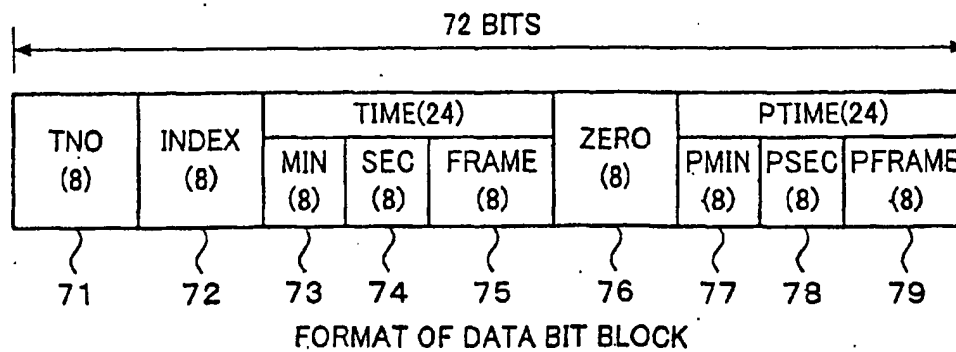 72 BITS
TNO (8)
INDEX (8)
TIME(24)
MIN (8)
SEC (8)
FRAME (8)
ZERO (8)
PTIME(24)
PMIN (8)
PSEC (8)
PFRAME (8)
71 72 73 74 75 76 77 78 79
FORMAT OF DATA BIT BLOCK